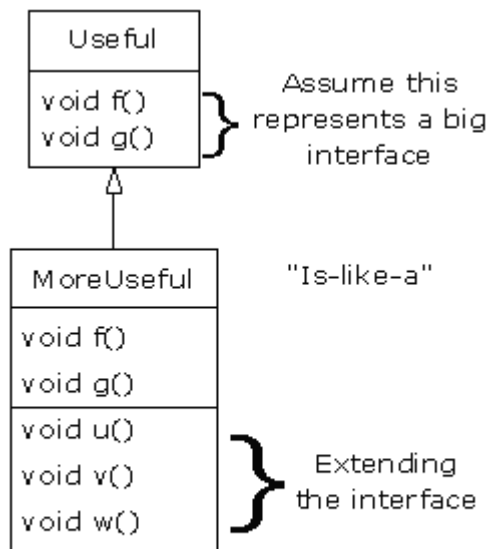 Useful
void f()
void g()
Assume this
represents a big
interface
MoreUseful
"Is-like-a"
void f()
void g()
void u()
void v()
void w()
Extending
the interface